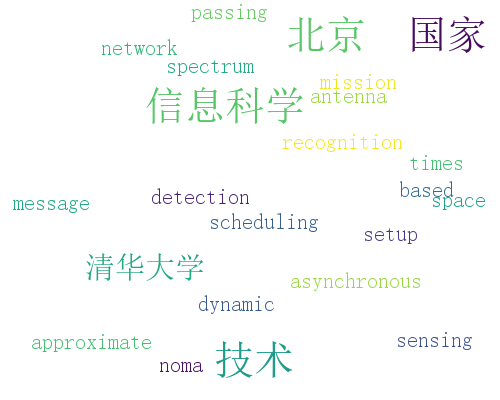 passing
北京
国家
network
spectrum
mission
信息科学
antenna
recognition
times
detection
based
message
space
scheduling
setup
清华大学
asynchronous
dynamic
approximate
sensing
noma
技术